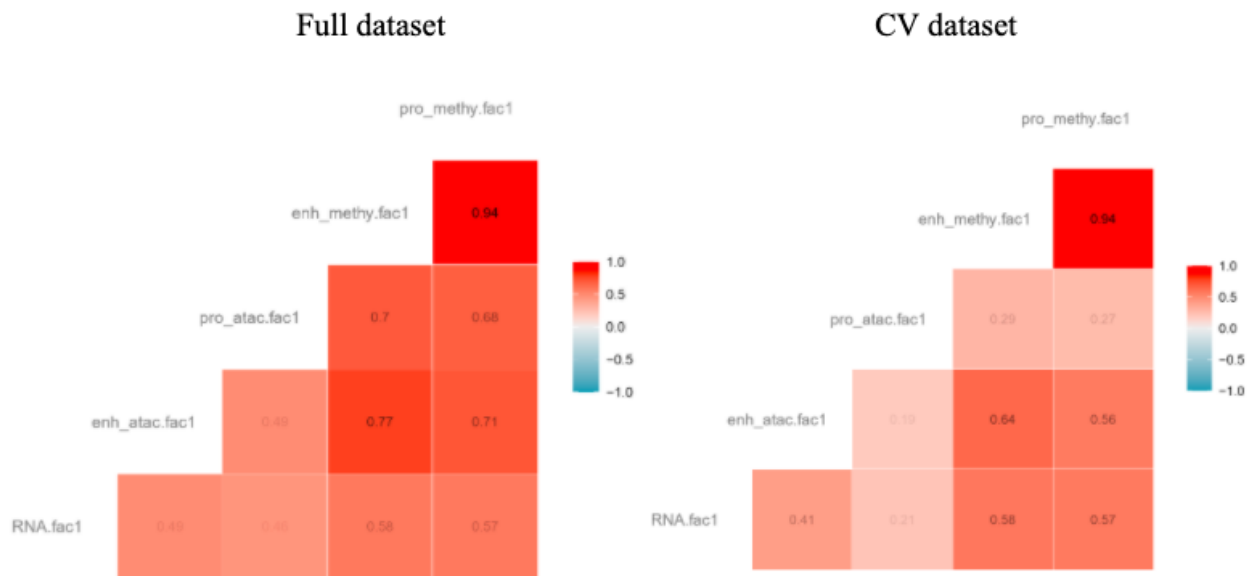 Full dataset
pro_methy.fac1
enh_methy.fac1
0.94
pro_atac.fac1
0.7 0.68
enh_atac.fac1
0.49 0.77 0.71
RNA.fac1
0.49 0.58 0.57
1.0
0.5
0.0
−0.5
−1.0
CV dataset
pro_methy.fac1
enh_methy.fac1
0.94
pro_atac.fac1
0.29 0.27
enh_atac.fac1
0.19 0.64 0.56
RNA.fac1
0.41 0.21 0.58 0.57
1.0
0.5
0.0
−0.5
−1.0